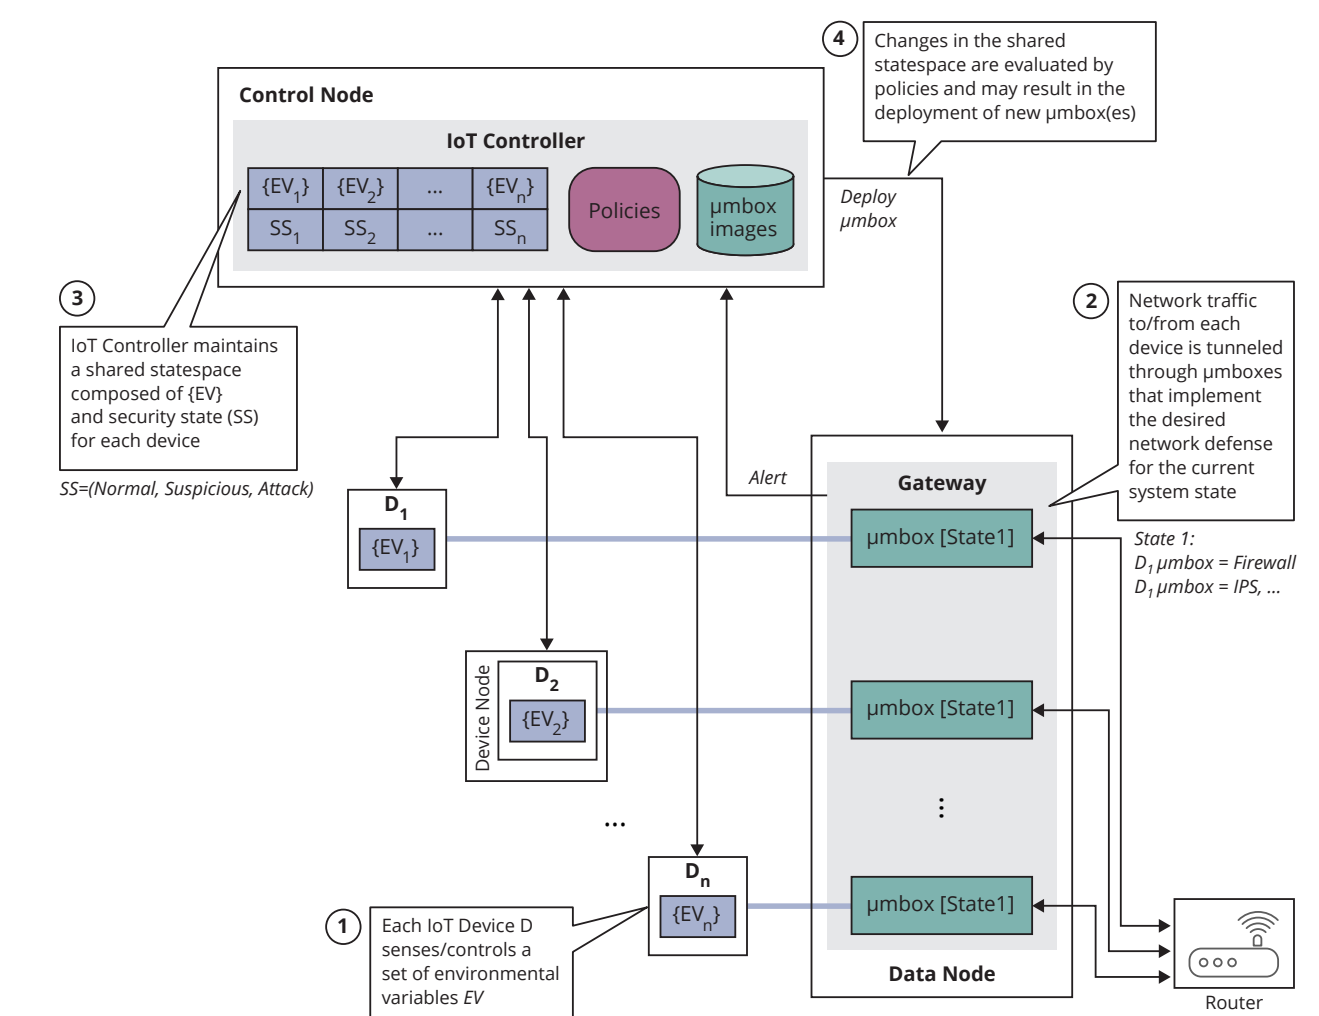 4
Changes in the shared
statespace are evaluated by
policies and may result in the
deployment of new µmbox(es)
Control Node
IoT Controller
{EV1} {EV2} ... {EVn}
SS1 SS2 ... SSn
Policies
µmbox
images
Deploy
µmbox
3
IoT Controller maintains
a shared statespace
composed of {EV}
and security state (SS)
for each device
SS=(Normal, Suspicious, Attack)
2
Network traffic
to/from each
device is tunneled
through µmboxes
that implement
the desired
network defense
for the current
system state
State 1:
D1 µmbox = Firewall
D1 µmbox = IPS, ...
Alert
Gateway
µmbox [State1]
µmbox [State1]
⋮
µmbox [State1]
Data Node
D1
{EV1}
Device Node
D2
{EV2}
...
Dn
{EVn}
1
Each IoT Device D
senses/controls a
set of environmental
variables EV
Router